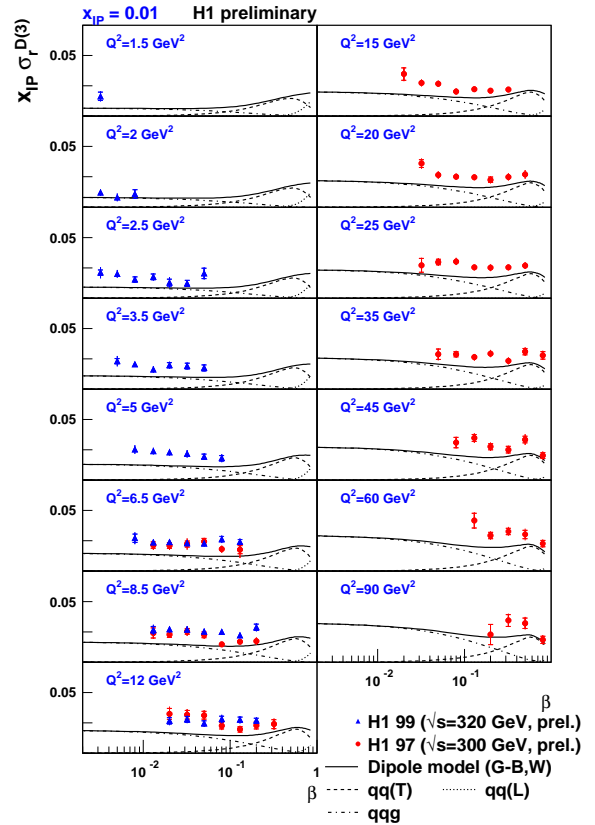 x_IP = 0.01 H1 preliminary
x_IP σ_r^D(3)
0.05
Q²=1.5 GeV²
Q²=15 GeV²
Q²=2 GeV²
Q²=20 GeV²
0.05
Q²=2.5 GeV²
Q²=25 GeV²
0.05
Q²=3.5 GeV²
Q²=35 GeV²
0.05
Q²=5 GeV²
Q²=45 GeV²
0.05
Q²=6.5 GeV²
Q²=60 GeV²
0.05
Q²=8.5 GeV²
Q²=90 GeV²
0.05
Q²=12 GeV²
10⁻² 10⁻¹
β
10⁻² 10⁻¹ 1
β
H1 99 (√s=320 GeV, prel.)
H1 97 (√s=300 GeV, prel.)
Dipole model (G-B,W)
qq(T) qq(L)
qqg